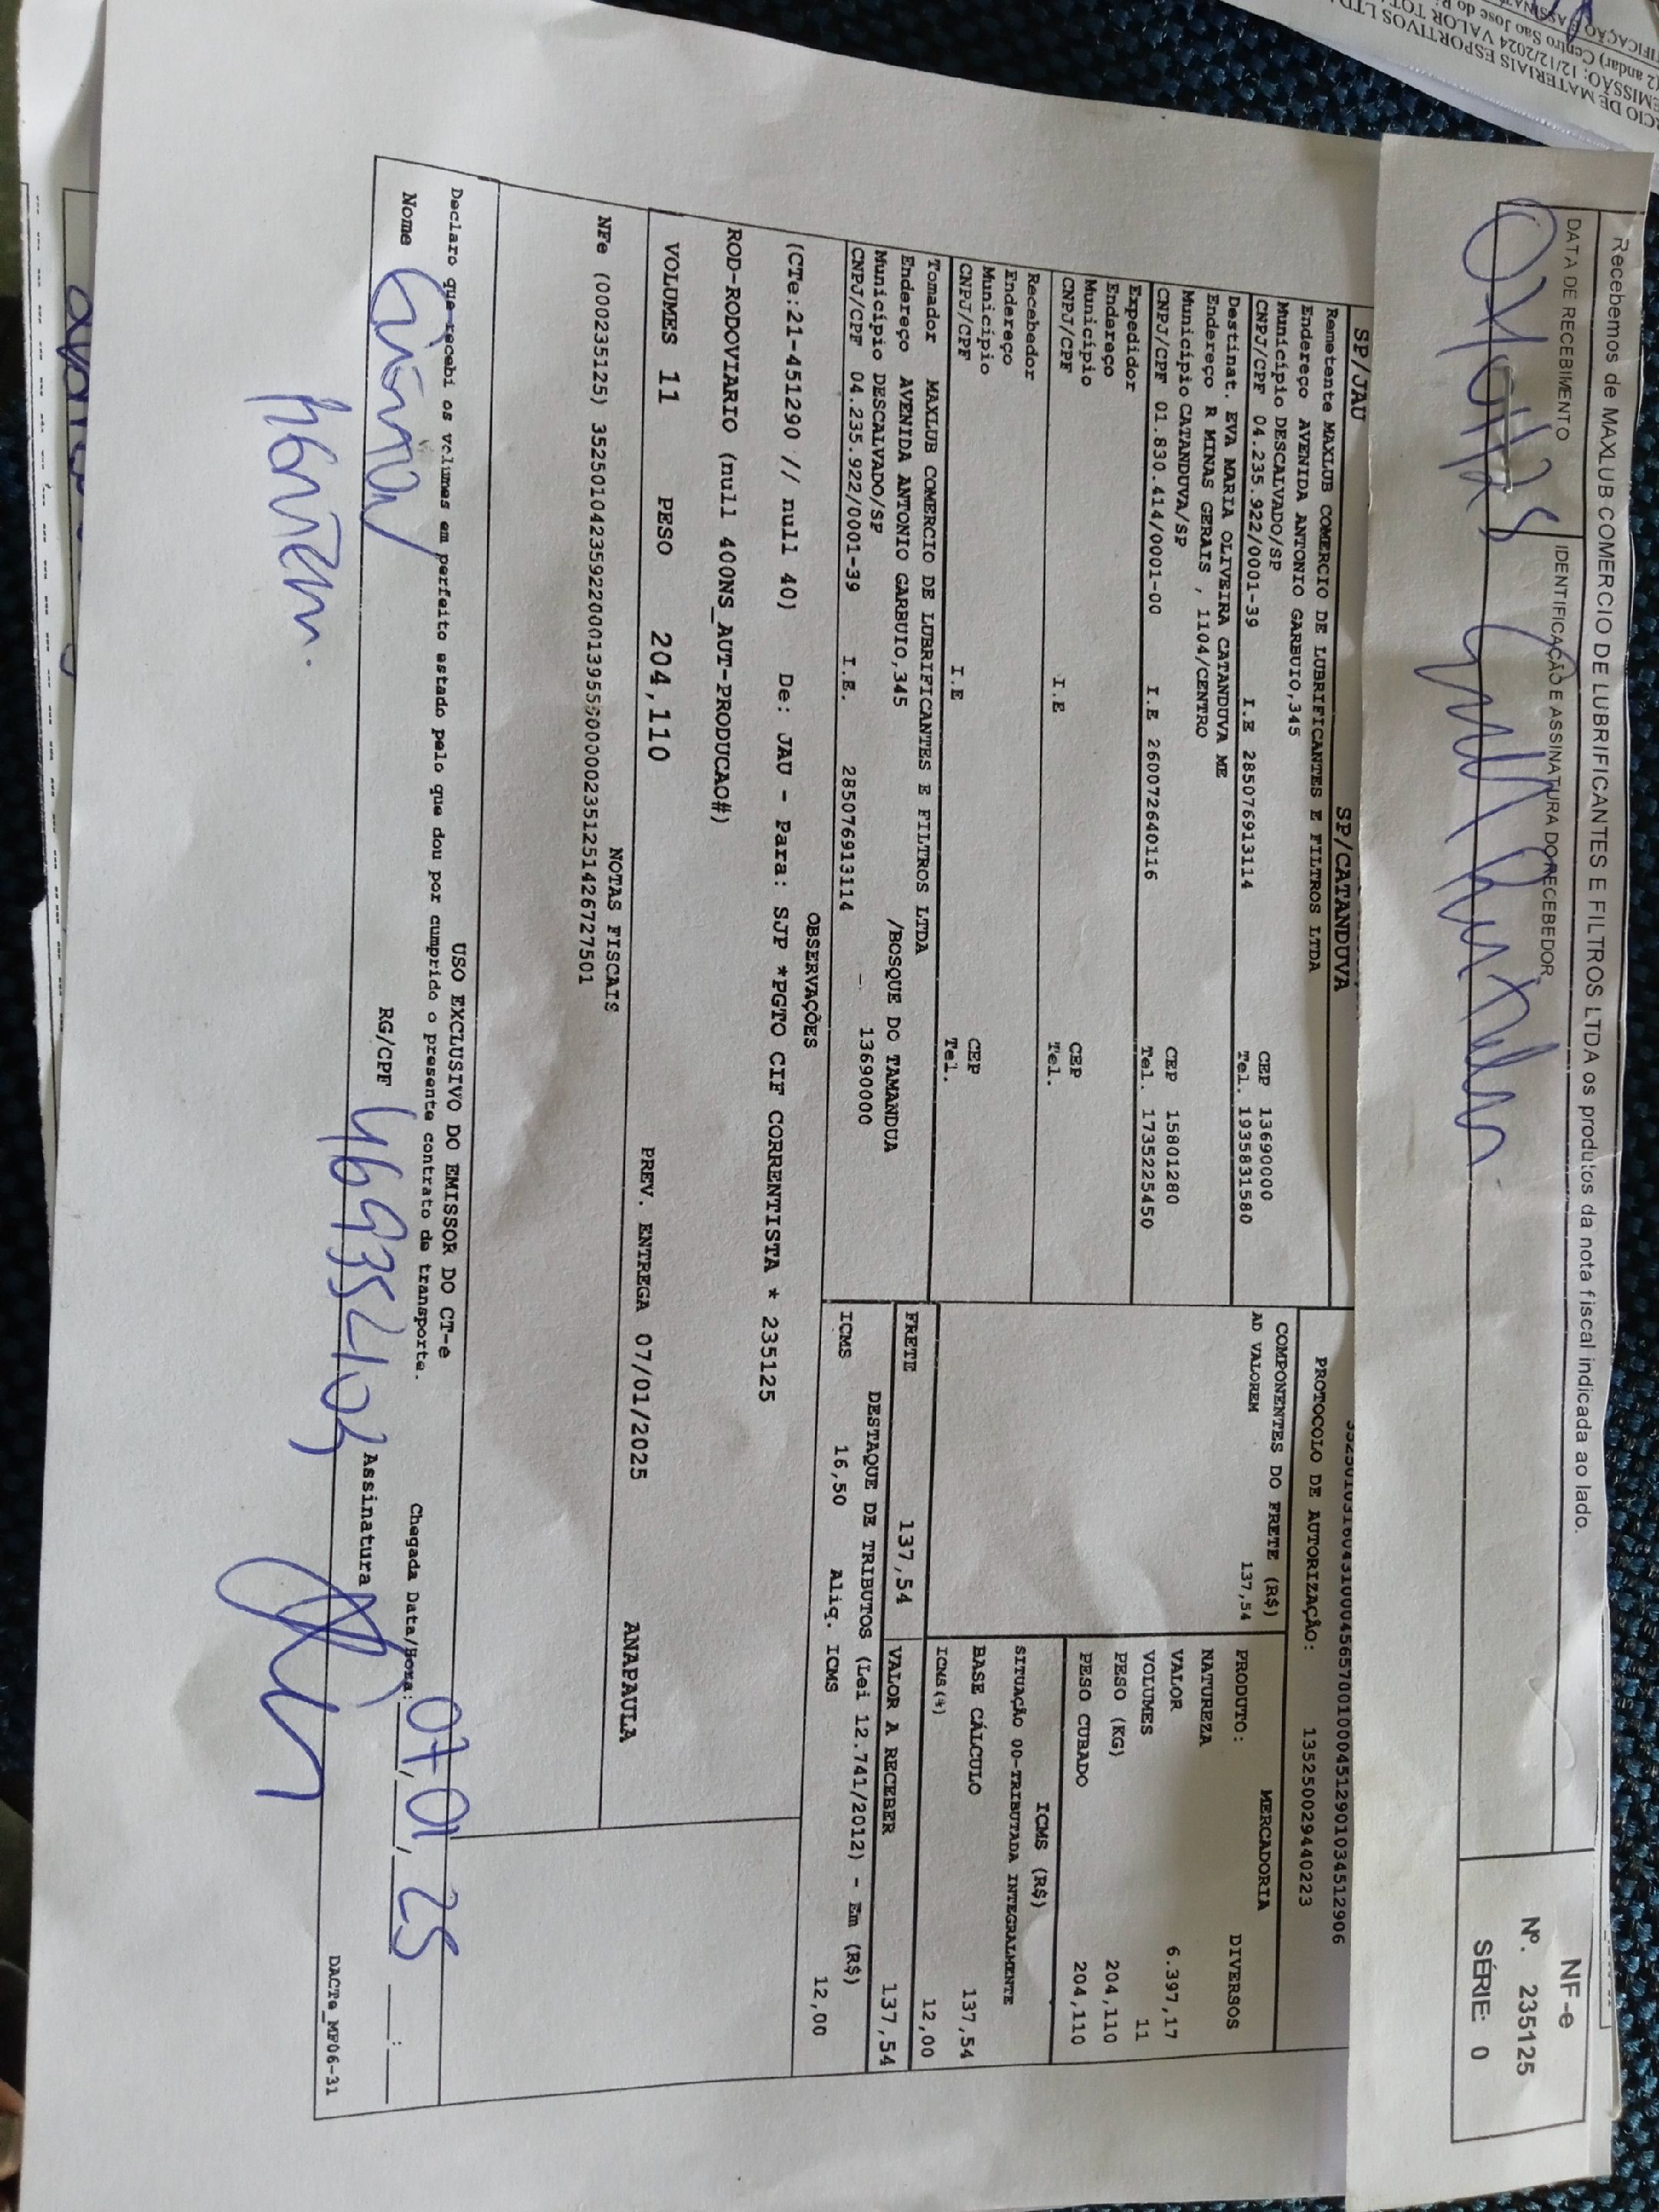 Recebemos de MAXLUB COMERCIO DE LUBRIFICANTES E FILTROS LTDA os produtos da nota fiscal indicada ao lado.
DATA DE RECEBIMENTO
IDENTIFICAÇÃO E ASSINATURA DO RECEBEDOR
NF-e
Nº. 235125
SÉRIE: 0
SP/JAU SP/CATANDUVA
Remetente MAXLUB COMERCIO DE LUBRIFICANTES E FILTROS LTDA
Endereço AVENIDA ANTONIO GARBUIO,345
Município DESCALVADO/SP CEP 13690000
CNPJ/CPF 04.235.922/0001-39 I.E 285076913114 Tel. 1935831580
Destinat. EVA MARIA OLIVEIRA CATANDUVA ME
Endereço R MINAS GERAIS , 1104/CENTRO
Município CATANDUVA/SP CEP 15801280
CNPJ/CPF 01.830.414/0001-00 I.E 260072640116 Tel. 1735225450
Expedidor
Endereço
Município CEP
CNPJ/CPF I.E Tel.
Recebedor
Endereço
Município CEP
CNPJ/CPF I.E Tel.
Tomador MAXLUB COMERCIO DE LUBRIFICANTES E FILTROS LTDA
Endereço AVENIDA ANTONIO GARBUIO,345 /BOSQUE DO TAMANDUA
Município DESCALVADO/SP
CNPJ/CPF 04.235.922/0001-39 I.E. 285076913114 – 13690000
PROTOCOLO DE AUTORIZAÇÃO: 135250029440223
COMPONENTES DO FRETE (R$)
AD VALOREM 137,54
MERCADORIA
PRODUTO: DIVERSOS
NATUREZA
VALOR 6.397,17
VOLUMES 11
PESO (KG) 204,110
PESO CUBADO 204,110
ICMS (R$)
SITUAÇÃO 00-TRIBUTADA INTEGRALMENTE
BASE CÁLCULO 137,54
ICMS(%) 12,00
FRETE 137,54 VALOR A RECEBER 137,54
DESTAQUE DE TRIBUTOS (Lei 12.741/2012) - Em (R$)
ICMS 16,50 Aliq. ICMS 12,00
OBSERVAÇÕES
(CTe:21-451290 // null 40) De: JAU - Para: SJP *PGTO CIF CORRENTISTA * 235125
ROD-RODOVIARIO (null 400NS_AUT-PRODUCAO#)
VOLUMES 11 PESO 204,110 PREV. ENTREGA 07/01/2025 ANAPAULA
NOTAS FISCAIS
NFe (000235125) 35250104235922000139550000002351251426727501
USO EXCLUSIVO DO EMISSOR DO CT-e
Declaro que recebi os volumes em perfeito estado pelo que dou por cumprido o presente contrato de transporte.
Chegada Data/Hora: 07/01/25 __:__
Nome RG/CPF Assinatura
DACTe_MF06-31